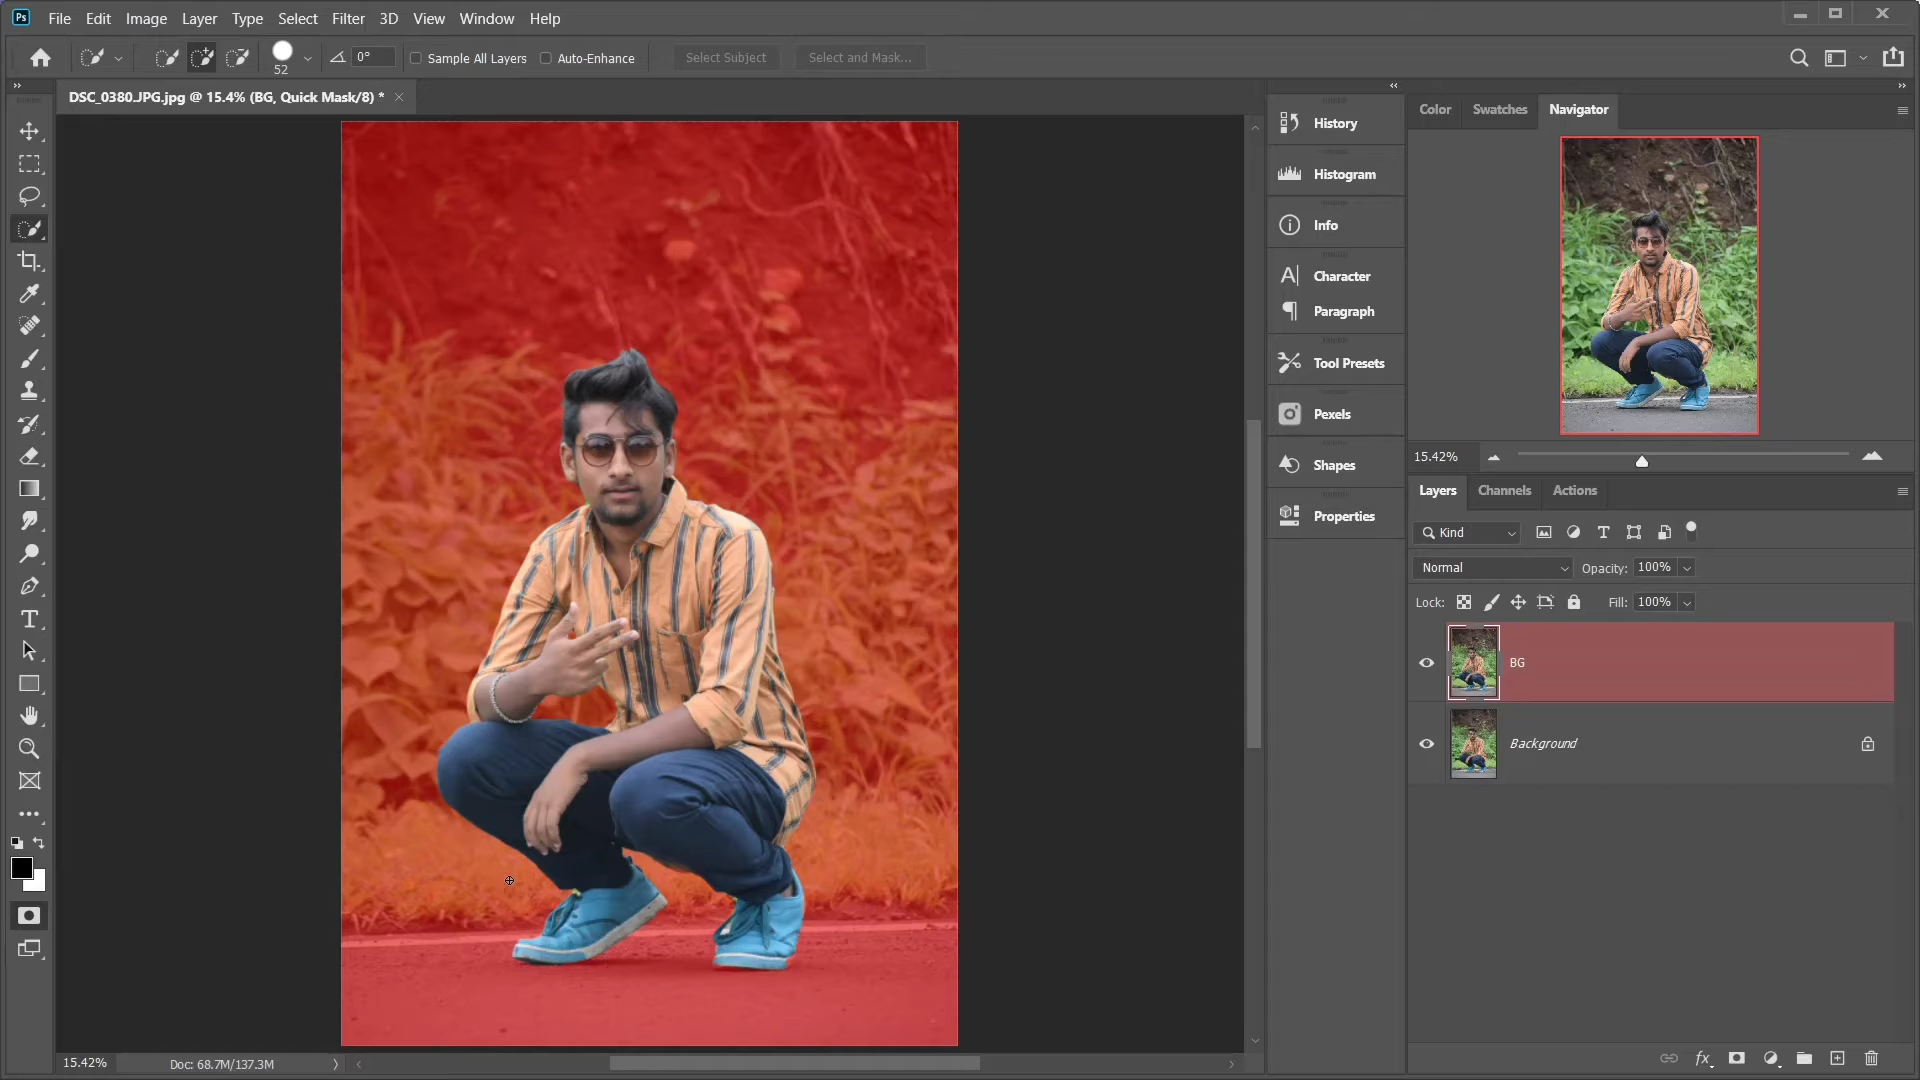 Ps File Edit Image Layer Type Select Filter 3D View Window Help
52 0° Sample All Layers Auto-Enhance Select Subject Select and Mask...
DSC_0380.JPG.jpg @ 15.4% (BG, Quick Mask/8) *
History
Histogram
Info
Character
Paragraph
Tool Presets
Pexels
Shapes
Properties
Color Swatches Navigator
15.42%
Layers Channels Actions
Kind
Normal Opacity: 100%
Lock: Fill: 100%
BG
Background
fx
15.42% Doc: 68.7M/137.3M